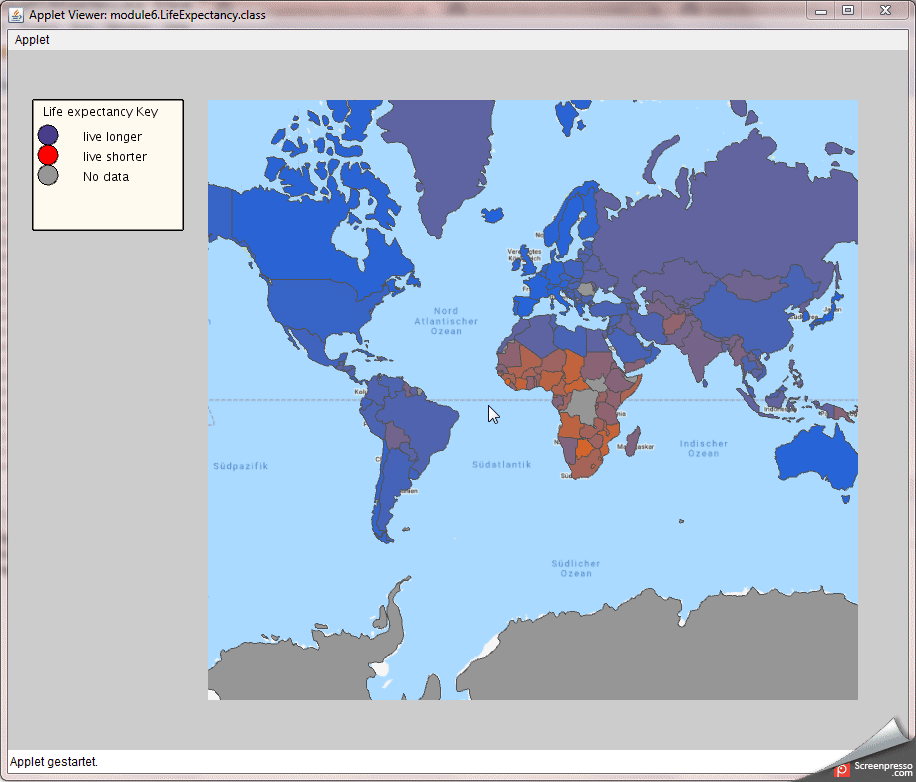 Applet Viewer: module6.LifeExpectancy.class
Applet
Life expectancy Key
live longer
live shorter
No data
Nord
Atlantischer
Ozean
Indischer
Ozean
Südpazifik
Südatlantik
Südlicher
Ozean
Applet gestartet.
Screenpresso
.com